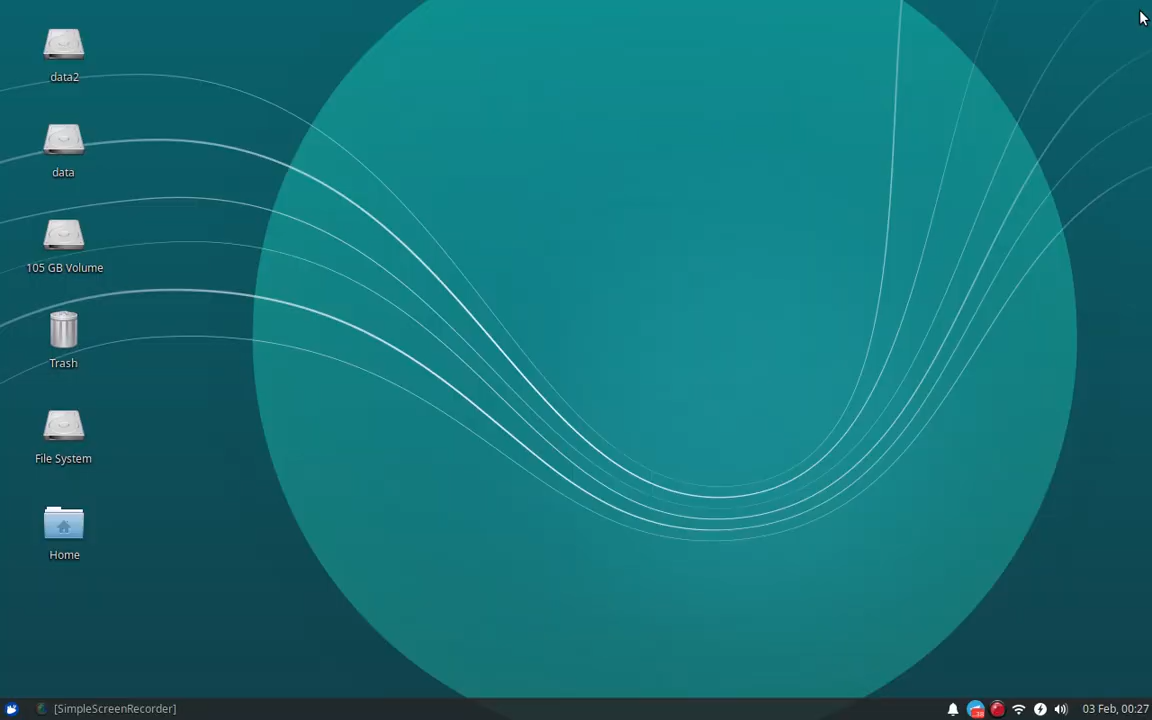 data2
data
105 GB Volume
Trash
File System
Home
[SimpleScreenRecorder]
03 Feb, 00:27